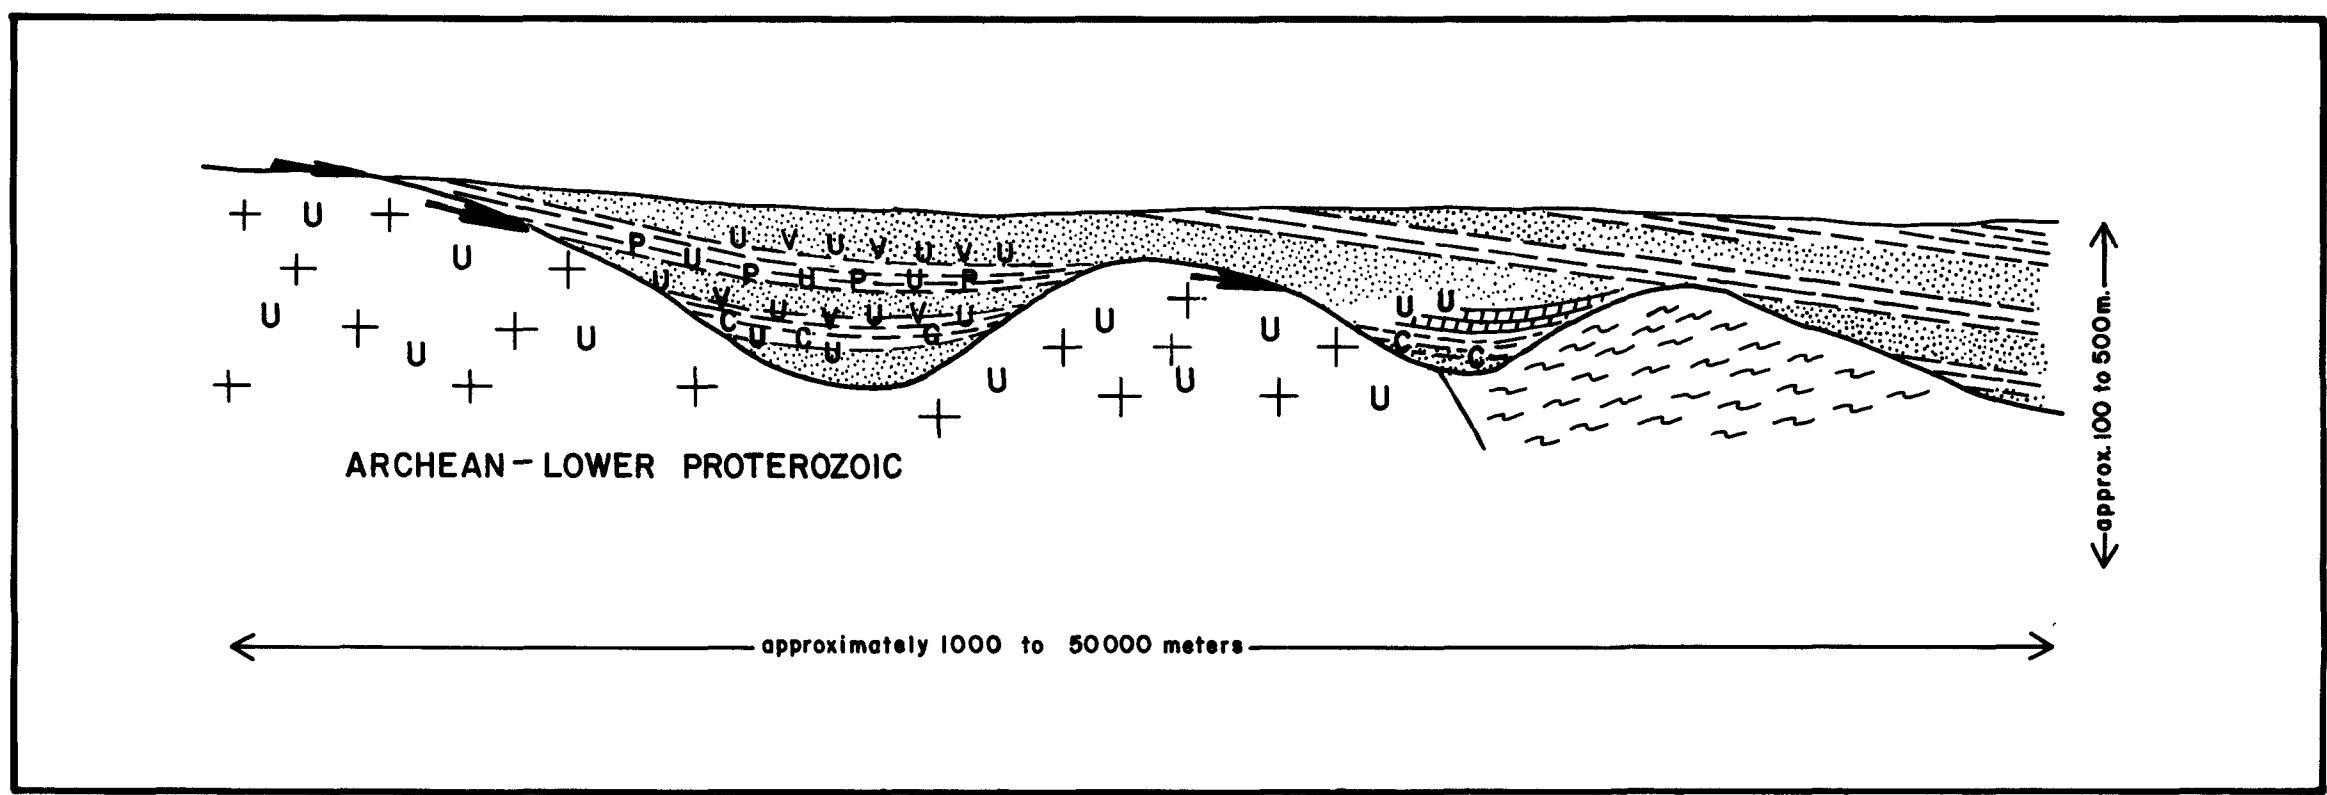 U
U
U
U
U
U V U V U V U
P U P U P U P
U V U V U V U
C U C U G
U
U
U
U
U
U U
C C
ARCHEAN – LOWER PROTEROZOIC
approx. 100 to 500m.
approximately 1000 to 50000 meters